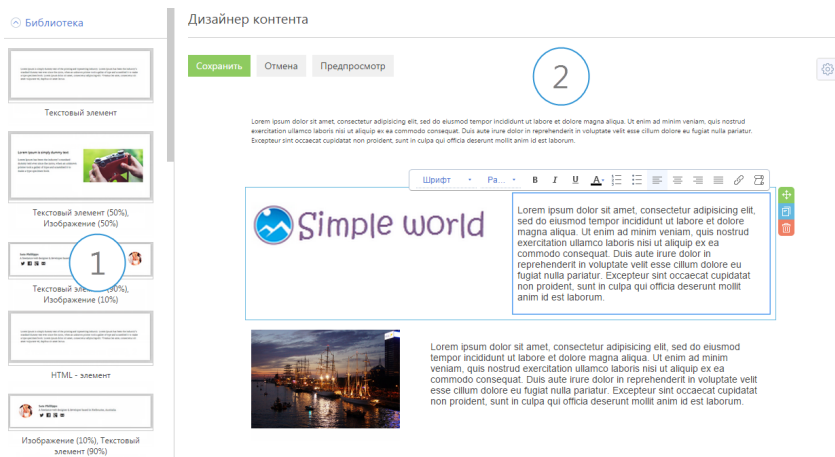 Библиотека
Текстовый элемент
Lorem ipsum is simply dummy text
Текстовый элемент (50%),
Изображение (50%)
1
Изображение (10%)
HTML - элемент
Изображение (10%), Текстовый
элемент (90%)
Дизайнер контента
Сохранить Отмена Предпросмотр
2
Lorem ipsum dolor sit amet, consectetur adipisicing elit, sed do eiusmod tempor incididunt ut labore et dolore magna aliqua. Ut enim ad minim veniam, quis nostrud
exercitation ullamco laboris nisi ut aliquip ex ea commodo consequat. Duis aute irure dolor in reprehenderit in voluptate velit esse cillum dolore eu fugiat nulla pariatur.
Excepteur sint occaecat cupidatat non proident, sunt in culpa qui officia deserunt mollit anim id est laborum.
Шрифт Ра... B I U A
Simple world
Lorem ipsum dolor sit amet, consectetur adipisicing elit,
sed do eiusmod tempor incididunt ut labore et dolore
magna aliqua. Ut enim ad minim veniam, quis nostrud
exercitation ullamco laboris nisi ut aliquip ex ea
commodo consequat. Duis aute irure dolor in
reprehenderit in voluptate velit esse cillum dolore eu
fugiat nulla pariatur. Excepteur sint occaecat cupidatat
non proident, sunt in culpa qui officia deserunt mollit
anim id est laborum.
Lorem ipsum dolor sit amet, consectetur adipisicing elit, sed do eiusmod
tempor incididunt ut labore et dolore magna aliqua. Ut enim ad minim
veniam, quis nostrud exercitation ullamco laboris nisi ut aliquip ex ea
commodo consequat. Duis aute irure dolor in reprehenderit in voluptate velit
esse cillum dolore eu fugiat nulla pariatur. Excepteur sint occaecat cupidatat
non proident, sunt in culpa qui officia deserunt mollit anim id est laborum.